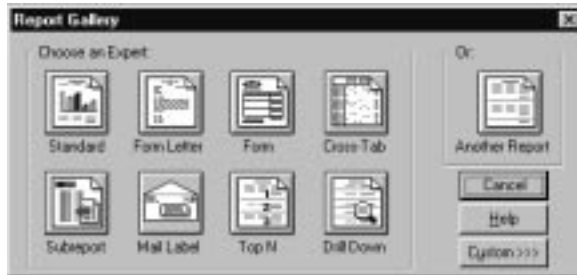 Report Gallery
Choose an Expert:
Or:
Standard
Form Letter
Form
Cross-Tab
Another Report
Subreport
Mail Label
Top N
Drill Down
Cancel
Help
Custom >>>